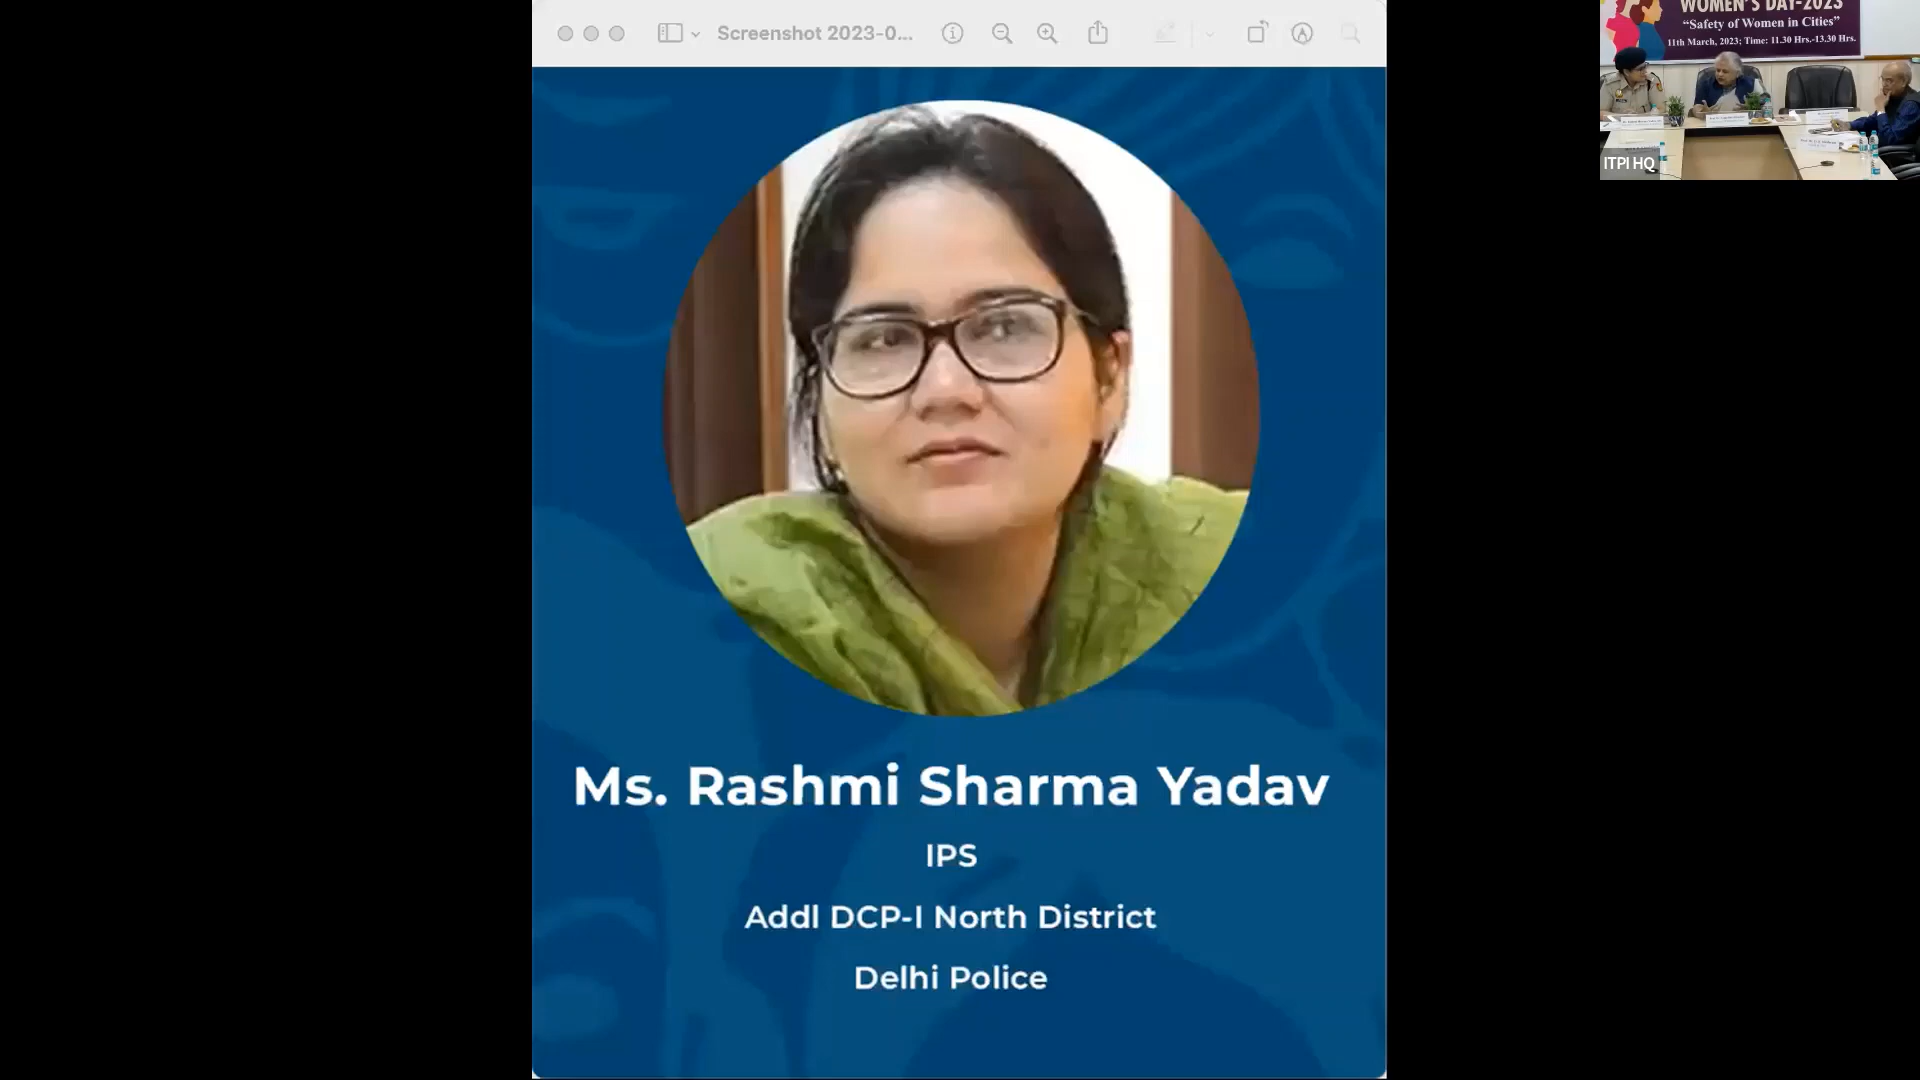 Screenshot 2023-0...
Ms. Rashmi Sharma Yadav
IPS
Addl DCP-I North District
Delhi Police
WOMEN'S DAY-2023
“Safety of Women in Cities”
11th March, 2023; Time: 11.30 Hrs.-13.30 Hrs.
ITPI HQ